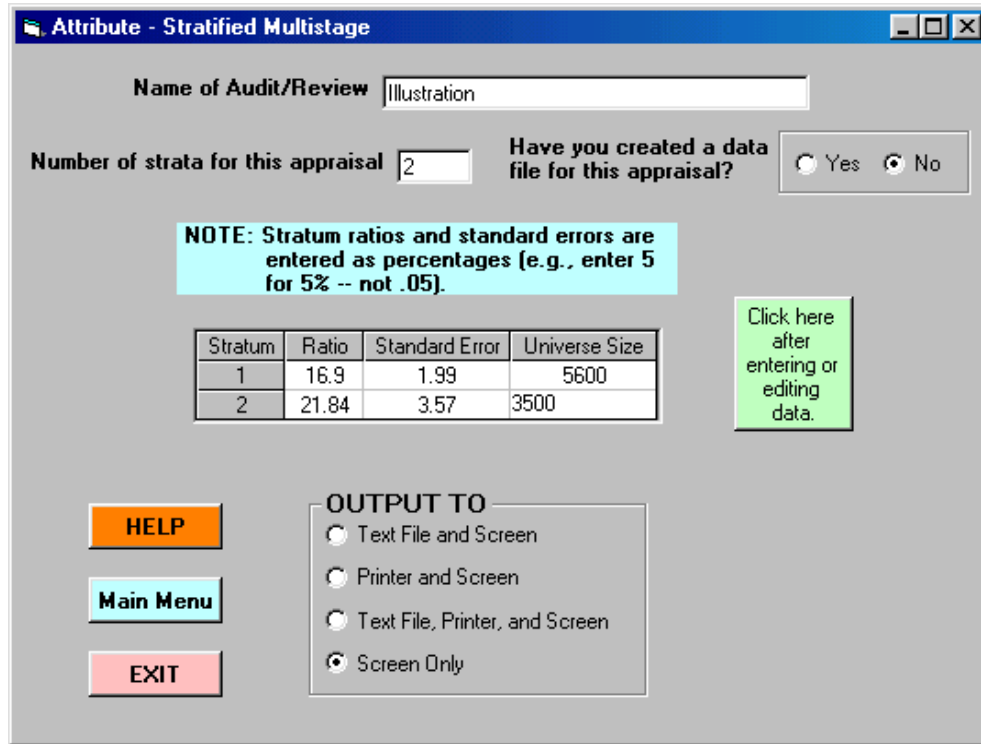 Attribute - Stratified Multistage
Name of Audit/Review Illustration
Number of strata for this appraisal 2
Have you created a data
file for this appraisal?
Yes No
NOTE: Stratum ratios and standard errors are
entered as percentages (e.g., enter 5
for 5% -- not .05).
Stratum Ratio Standard Error Universe Size
1 16.9 1.99 5600
2 21.84 3.57 3500
Click here
after
entering or
editing
data.
HELP
Main Menu
EXIT
OUTPUT TO
Text File and Screen
Printer and Screen
Text File, Printer, and Screen
Screen Only